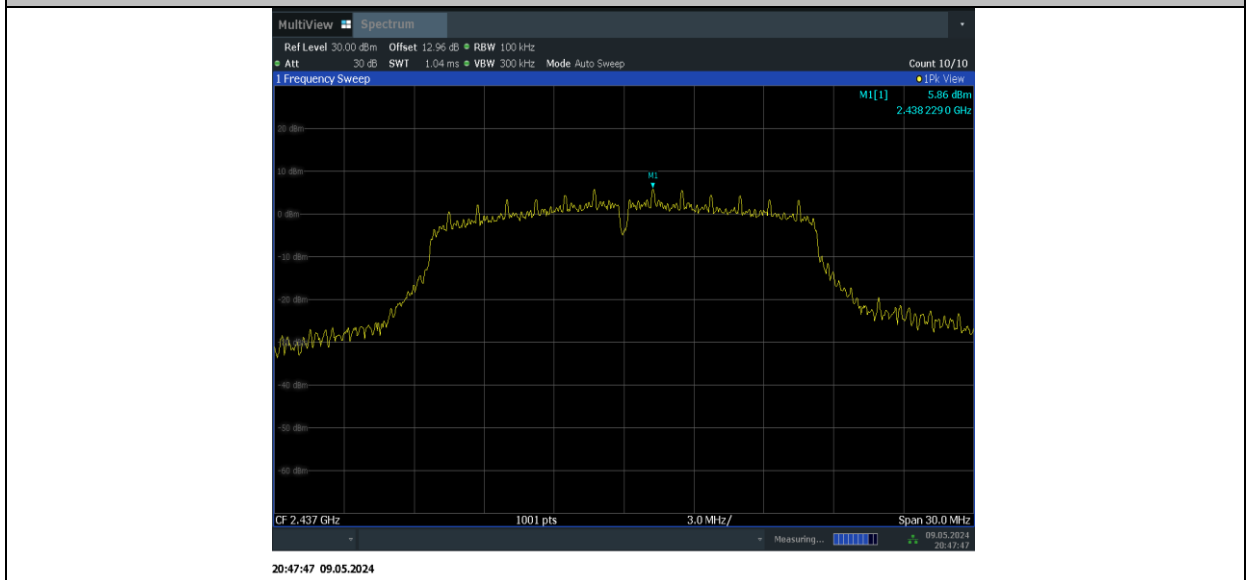 MultiView Spectrum
Ref Level 30.00 dBm Offset 12.96 dB RBW 100 kHz
Att 30 dB SWT 1.04 ms VBW 300 kHz Mode Auto Sweep Count 10/10
1 Frequency Sweep 1Pk View
M1[1] 5.86 dBm
2.438 229 0 GHz
20 dBm
10 dBm
M1
0 dBm
-10 dBm
-20 dBm
-30 dBm
-40 dBm
-50 dBm
-60 dBm
CF 2.437 GHz 1001 pts 3.0 MHz/ Span 30.0 MHz
Measuring... 09.05.2024
20:47:47
20:47:47 09.05.2024